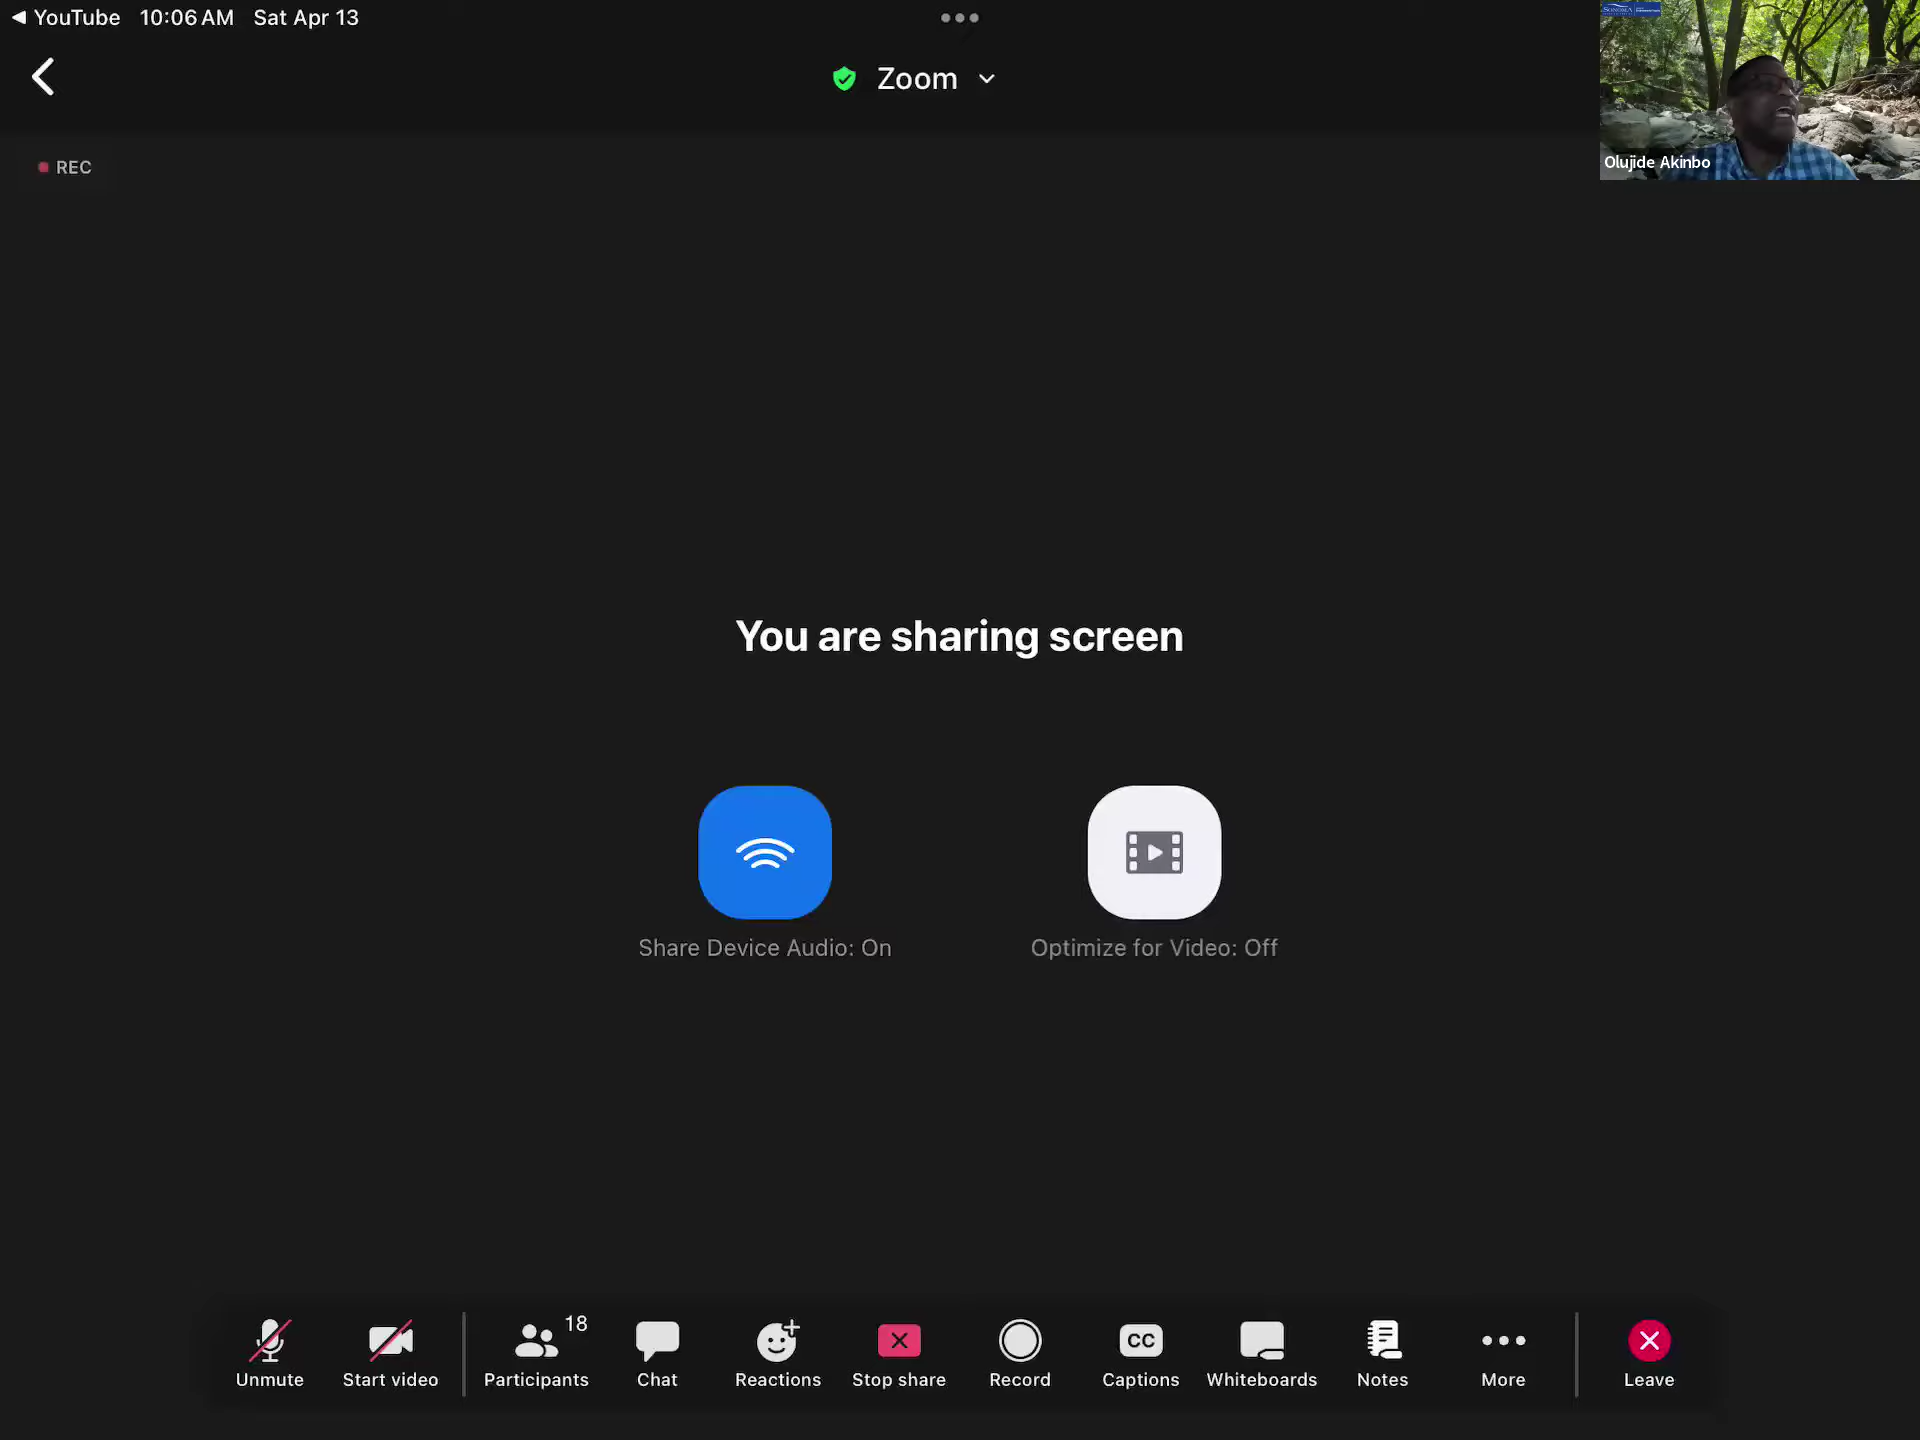 ◀ YouTube 10:06 AM Sat Apr 13
Zoom
SONOMA
Olujide Akinbo
REC
You are sharing screen
Share Device Audio: On
Optimize for Video: Off
18
CC
Unmute
Start video
Participants
Chat
Reactions
Stop share
Record
Captions
Whiteboards
Notes
More
Leave